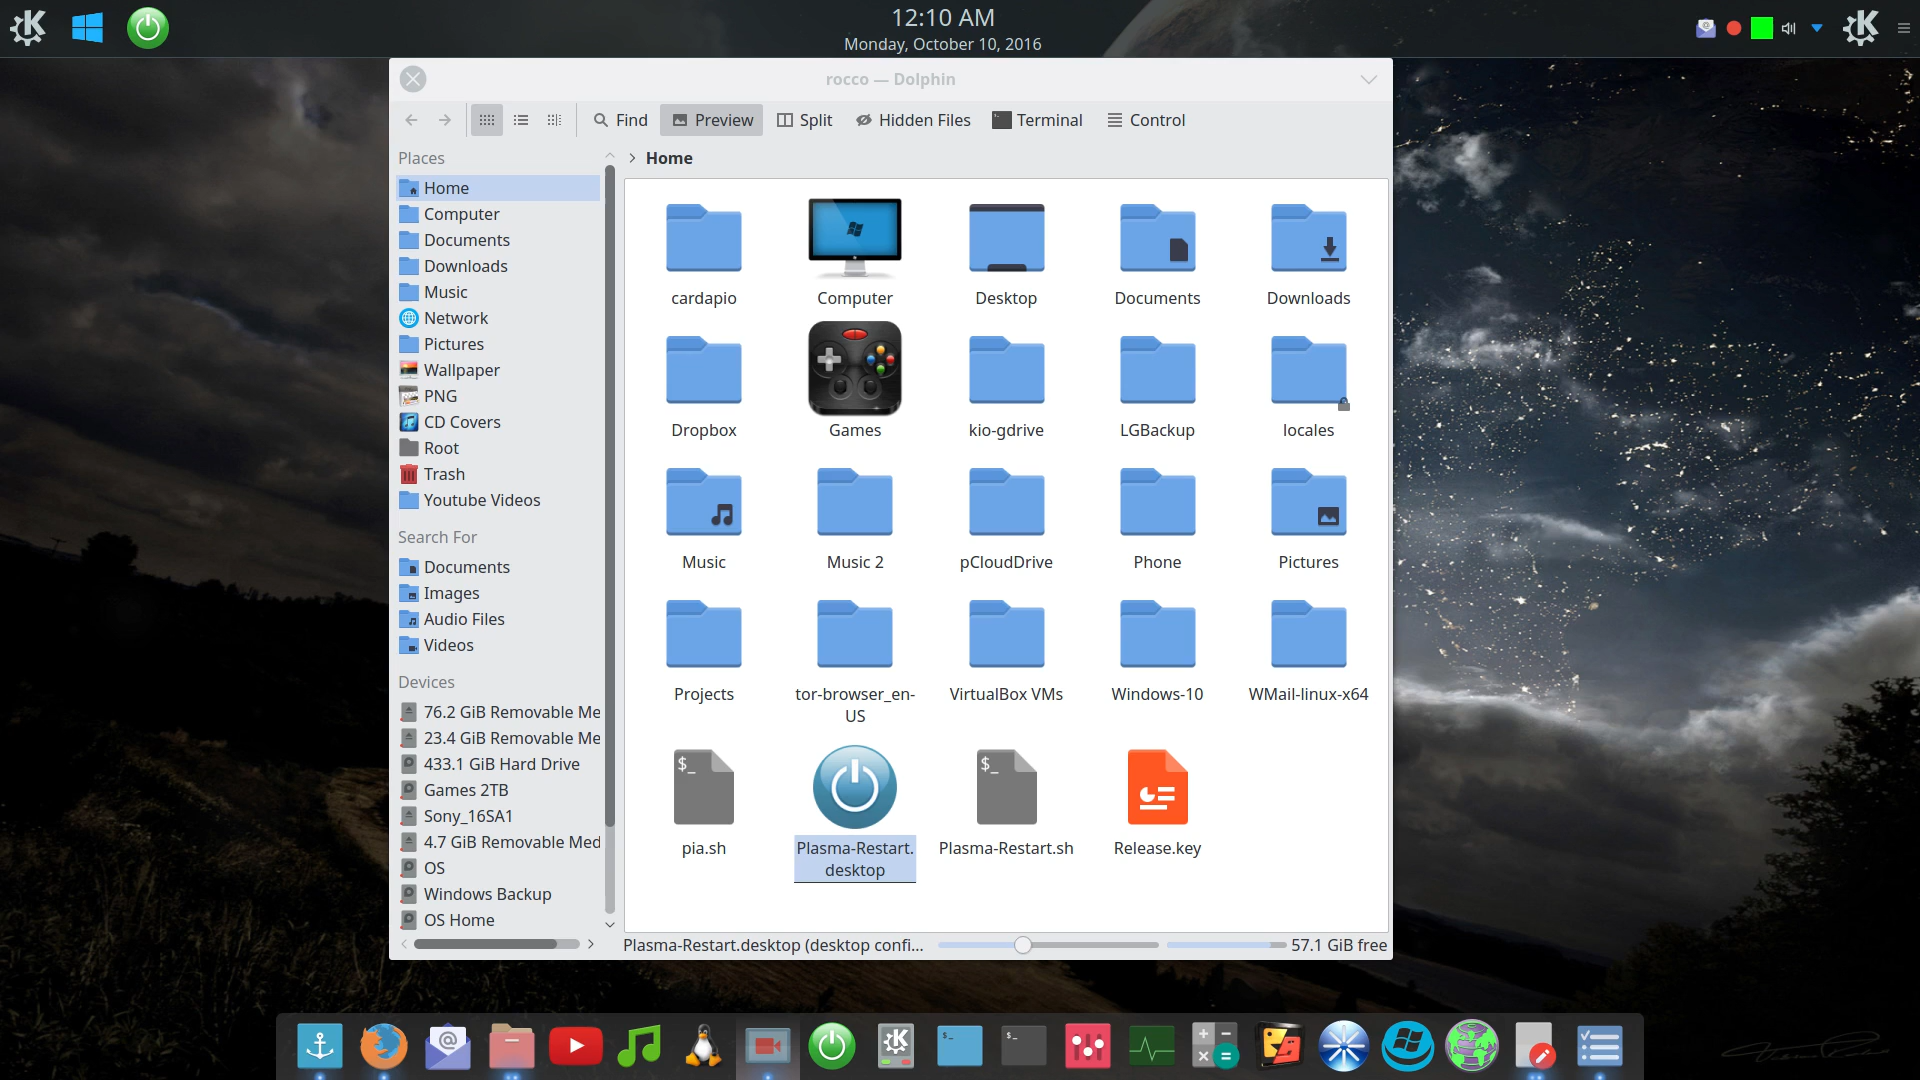 12:10 AM
Monday, October 10, 2016
rocco — Dolphin
Find
Preview
Split
Hidden Files
Terminal
Control
Places
Home
Computer
Documents
Downloads
Music
Network
Pictures
Wallpaper
PNG
CD Covers
Root
Trash
Youtube Videos
Search For
Documents
Images
Audio Files
Videos
Devices
76.2 GiB Removable Me
23.4 GiB Removable Me
433.1 GiB Hard Drive
Games 2TB
Sony_16SA1
4.7 GiB Removable Med
OS
Windows Backup
OS Home
> Home
cardapio
Computer
Desktop
Documents
Downloads
Dropbox
Games
kio-gdrive
LGBackup
locales
Music
Music 2
pCloudDrive
Phone
Pictures
Projects
tor-browser_en-
US
VirtualBox VMs
Windows-10
WMail-linux-x64
$_
$_
pia.sh
Plasma-Restart.
desktop
Plasma-Restart.sh
Release.key
Plasma-Restart.desktop (desktop confi...
57.1 GiB free